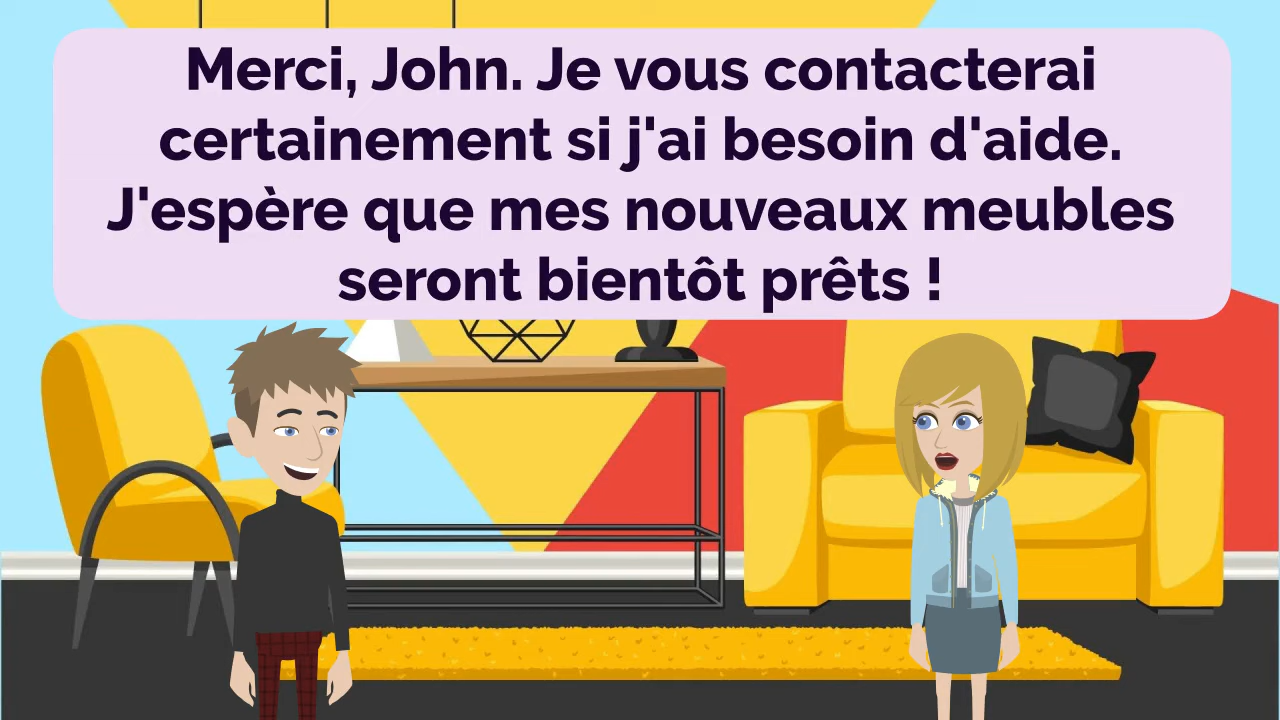 Merci, John. Je vous contacterai
certainement si j'ai besoin d'aide.
J'espère que mes nouveaux meubles
seront bientôt prêts !